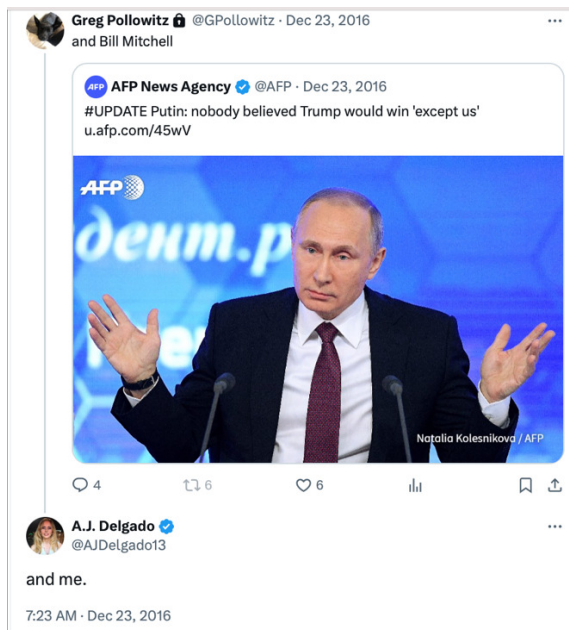 Greg Pollowitz @GPollowitz · Dec 23, 2016
and Bill Mitchell
AFP AFP News Agency @AFP · Dec 23, 2016
#UPDATE Putin: nobody believed Trump would win 'except us'
u.afp.com/45wV
AFP
дент.р
Natalia Kolesnikova / AFP
4 6 6
A.J. Delgado
@AJDelgado13
and me.
7:23 AM · Dec 23, 2016